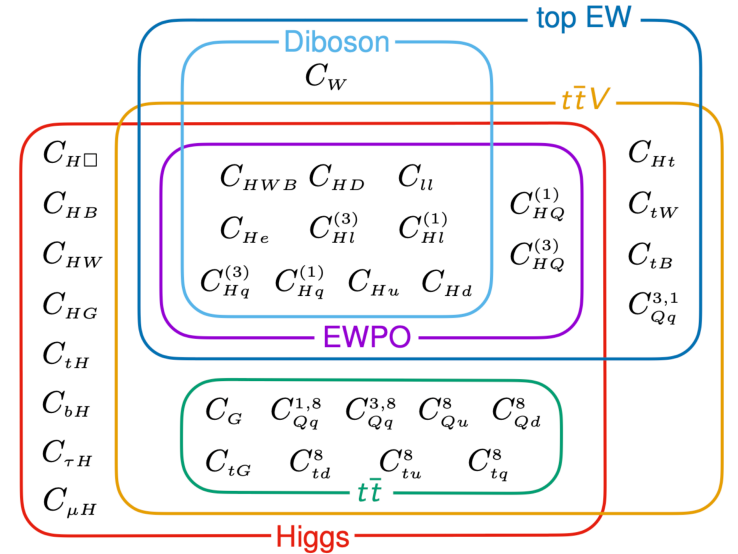 top EW
Diboson
C_W
tt̄V
C_{H□} C_{HWB} C_{HD} C_{ll} C_{Ht}
C_{HB} C_{HQ}^{(1)} C_{tW}
C_{He} C_{Hl}^{(3)} C_{Hl}^{(1)}
C_{HW} C_{HQ}^{(3)} C_{tB}
C_{Hq}^{(3)} C_{Hq}^{(1)} C_{Hu} C_{Hd}
C_{HG} C_{Qq}^{3,1}
EWPO
C_{tH}
C_{bH} C_G C_{Qq}^{1,8} C_{Qq}^{3,8} C_{Qu}^{8} C_{Qd}^{8}
C_{τH} C_{tG} C_{td}^{8} C_{tu}^{8} C_{tq}^{8}
tt̄
C_{μH}
Higgs